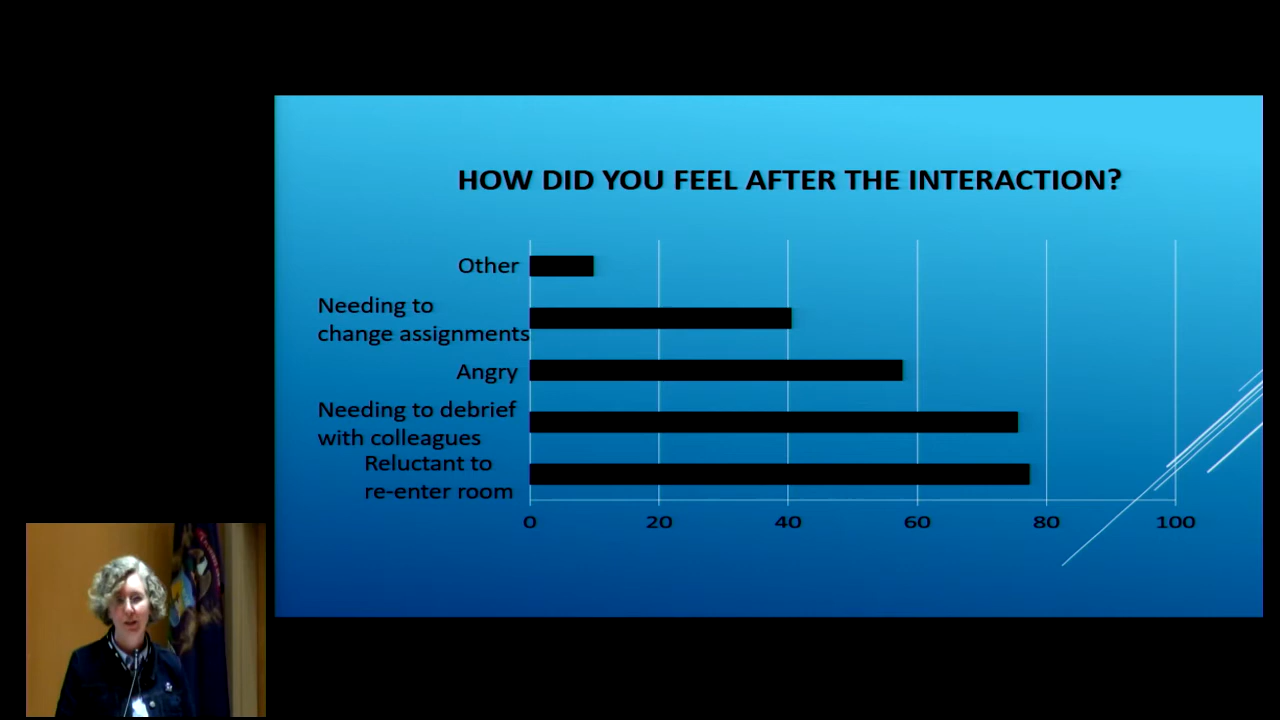 HOW DID YOU FEEL AFTER THE INTERACTION?
Other
Needing to
change assignments
Angry
Needing to debrief
with colleagues
Reluctant to
re-enter room
0 20 40 60 80 100